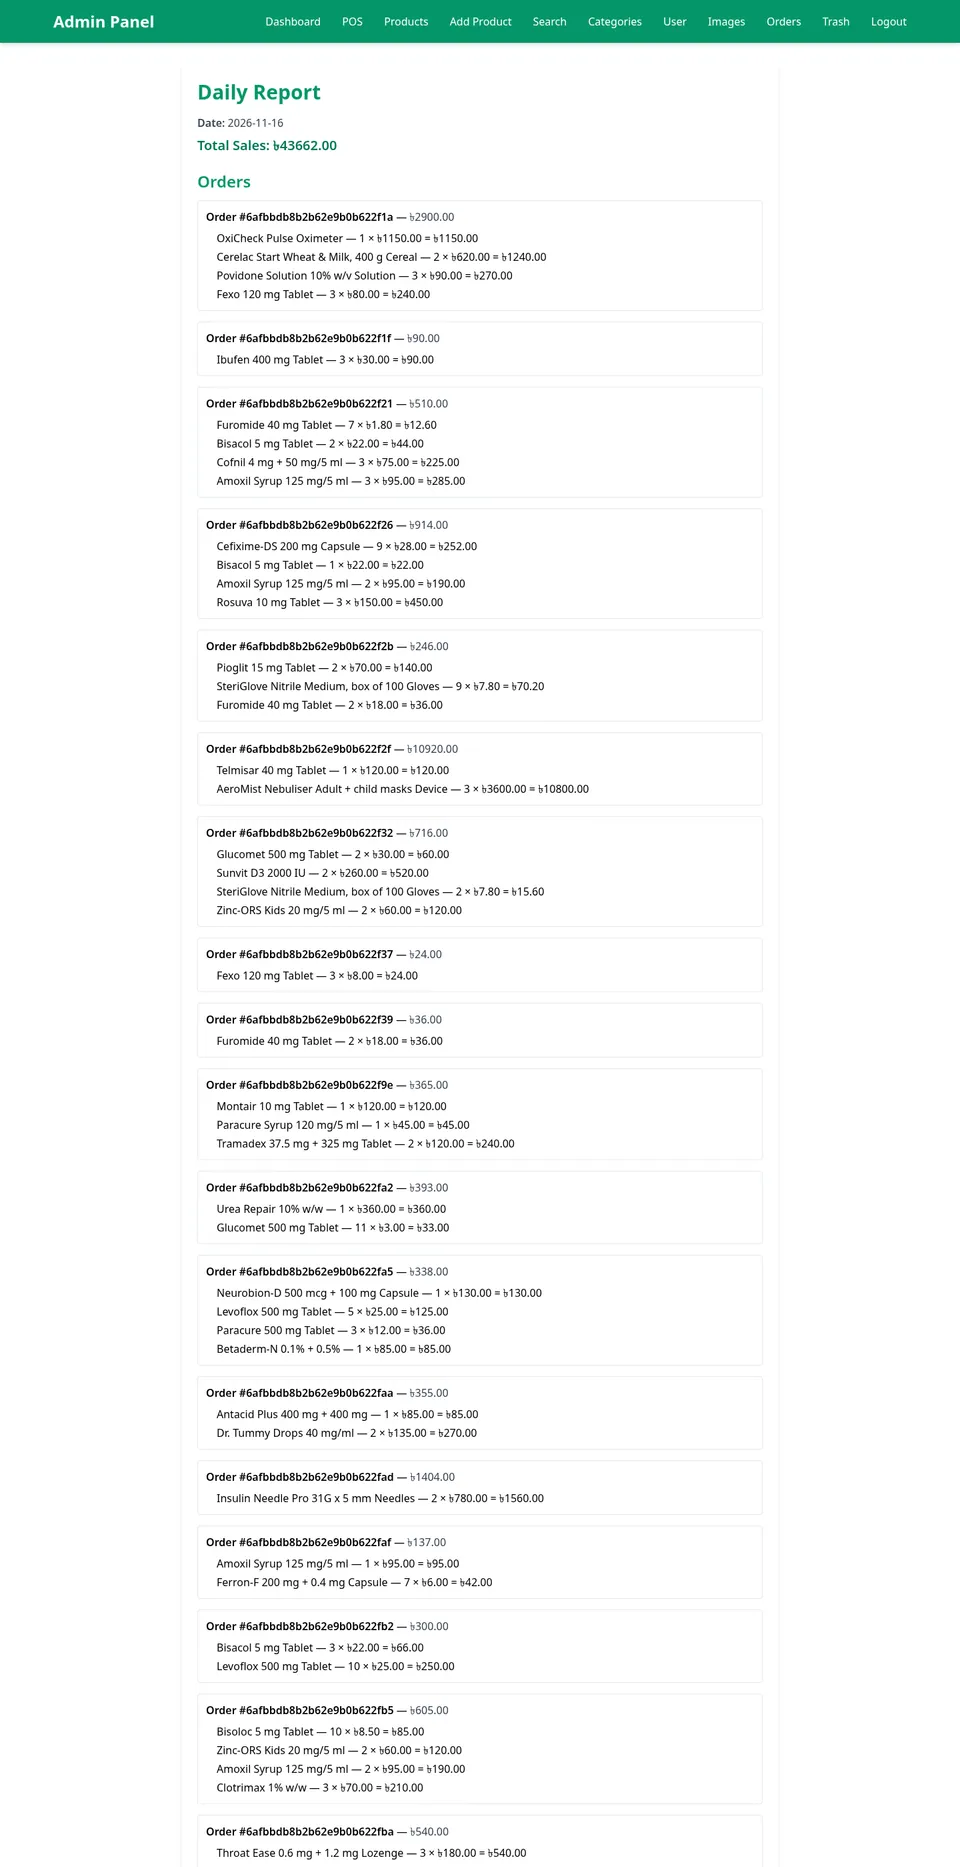 Admin Panel
Dashboard POS Products Add Product Search Categories User Images Orders Trash Logout
Daily Report
Date: 2026-11-16
Total Sales: ৳43662.00
Orders
Order #6afbbdb8b2b62e9b0b622f1a — ৳2900.00
OxiCheck Pulse Oximeter — 1 × ৳1150.00 = ৳1150.00
Cerelac Start Wheat & Milk, 400 g Cereal — 2 × ৳620.00 = ৳1240.00
Povidone Solution 10% w/v Solution — 3 × ৳90.00 = ৳270.00
Fexo 120 mg Tablet — 3 × ৳80.00 = ৳240.00
Order #6afbbdb8b2b62e9b0b622f1f — ৳90.00
Ibufen 400 mg Tablet — 3 × ৳30.00 = ৳90.00
Order #6afbbdb8b2b62e9b0b622f21 — ৳510.00
Furomide 40 mg Tablet — 7 × ৳1.80 = ৳12.60
Bisacol 5 mg Tablet — 2 × ৳22.00 = ৳44.00
Cofnil 4 mg + 50 mg/5 ml — 3 × ৳75.00 = ৳225.00
Amoxil Syrup 125 mg/5 ml — 3 × ৳95.00 = ৳285.00
Order #6afbbdb8b2b62e9b0b622f26 — ৳914.00
Cefixime-DS 200 mg Capsule — 9 × ৳28.00 = ৳252.00
Bisacol 5 mg Tablet — 1 × ৳22.00 = ৳22.00
Amoxil Syrup 125 mg/5 ml — 2 × ৳95.00 = ৳190.00
Rosuva 10 mg Tablet — 3 × ৳150.00 = ৳450.00
Order #6afbbdb8b2b62e9b0b622f2b — ৳246.00
Pioglit 15 mg Tablet — 2 × ৳70.00 = ৳140.00
SteriGlove Nitrile Medium, box of 100 Gloves — 9 × ৳7.80 = ৳70.20
Furomide 40 mg Tablet — 2 × ৳18.00 = ৳36.00
Order #6afbbdb8b2b62e9b0b622f2f — ৳10920.00
Telmisar 40 mg Tablet — 1 × ৳120.00 = ৳120.00
AeroMist Nebuliser Adult + child masks Device — 3 × ৳3600.00 = ৳10800.00
Order #6afbbdb8b2b62e9b0b622f32 — ৳716.00
Glucomet 500 mg Tablet — 2 × ৳30.00 = ৳60.00
Sunvit D3 2000 IU — 2 × ৳260.00 = ৳520.00
SteriGlove Nitrile Medium, box of 100 Gloves — 2 × ৳7.80 = ৳15.60
Zinc-ORS Kids 20 mg/5 ml — 2 × ৳60.00 = ৳120.00
Order #6afbbdb8b2b62e9b0b622f37 — ৳24.00
Fexo 120 mg Tablet — 3 × ৳8.00 = ৳24.00
Order #6afbbdb8b2b62e9b0b622f39 — ৳36.00
Furomide 40 mg Tablet — 2 × ৳18.00 = ৳36.00
Order #6afbbdb8b2b62e9b0b622f9e — ৳365.00
Montair 10 mg Tablet — 1 × ৳120.00 = ৳120.00
Paracure Syrup 120 mg/5 ml — 1 × ৳45.00 = ৳45.00
Tramadex 37.5 mg + 325 mg Tablet — 2 × ৳120.00 = ৳240.00
Order #6afbbdb8b2b62e9b0b622fa2 — ৳393.00
Urea Repair 10% w/w — 1 × ৳360.00 = ৳360.00
Glucomet 500 mg Tablet — 11 × ৳3.00 = ৳33.00
Order #6afbbdb8b2b62e9b0b622fa5 — ৳338.00
Neurobion-D 500 mcg + 100 mg Capsule — 1 × ৳130.00 = ৳130.00
Levoflox 500 mg Tablet — 5 × ৳25.00 = ৳125.00
Paracure 500 mg Tablet — 3 × ৳12.00 = ৳36.00
Betaderm-N 0.1% + 0.5% — 1 × ৳85.00 = ৳85.00
Order #6afbbdb8b2b62e9b0b622faa — ৳355.00
Antacid Plus 400 mg + 400 mg — 1 × ৳85.00 = ৳85.00
Dr. Tummy Drops 40 mg/ml — 2 × ৳135.00 = ৳270.00
Order #6afbbdb8b2b62e9b0b622fad — ৳1404.00
Insulin Needle Pro 31G x 5 mm Needles — 2 × ৳780.00 = ৳1560.00
Order #6afbbdb8b2b62e9b0b622faf — ৳137.00
Amoxil Syrup 125 mg/5 ml — 1 × ৳95.00 = ৳95.00
Ferron-F 200 mg + 0.4 mg Capsule — 7 × ৳6.00 = ৳42.00
Order #6afbbdb8b2b62e9b0b622fb2 — ৳300.00
Bisacol 5 mg Tablet — 3 × ৳22.00 = ৳66.00
Levoflox 500 mg Tablet — 10 × ৳25.00 = ৳250.00
Order #6afbbdb8b2b62e9b0b622fb5 — ৳605.00
Bisoloc 5 mg Tablet — 10 × ৳8.50 = ৳85.00
Zinc-ORS Kids 20 mg/5 ml — 2 × ৳60.00 = ৳120.00
Amoxil Syrup 125 mg/5 ml — 2 × ৳95.00 = ৳190.00
Clotrimax 1% w/w — 3 × ৳70.00 = ৳210.00
Order #6afbbdb8b2b62e9b0b622fba — ৳540.00
Throat Ease 0.6 mg + 1.2 mg Lozenge — 3 × ৳180.00 = ৳540.00